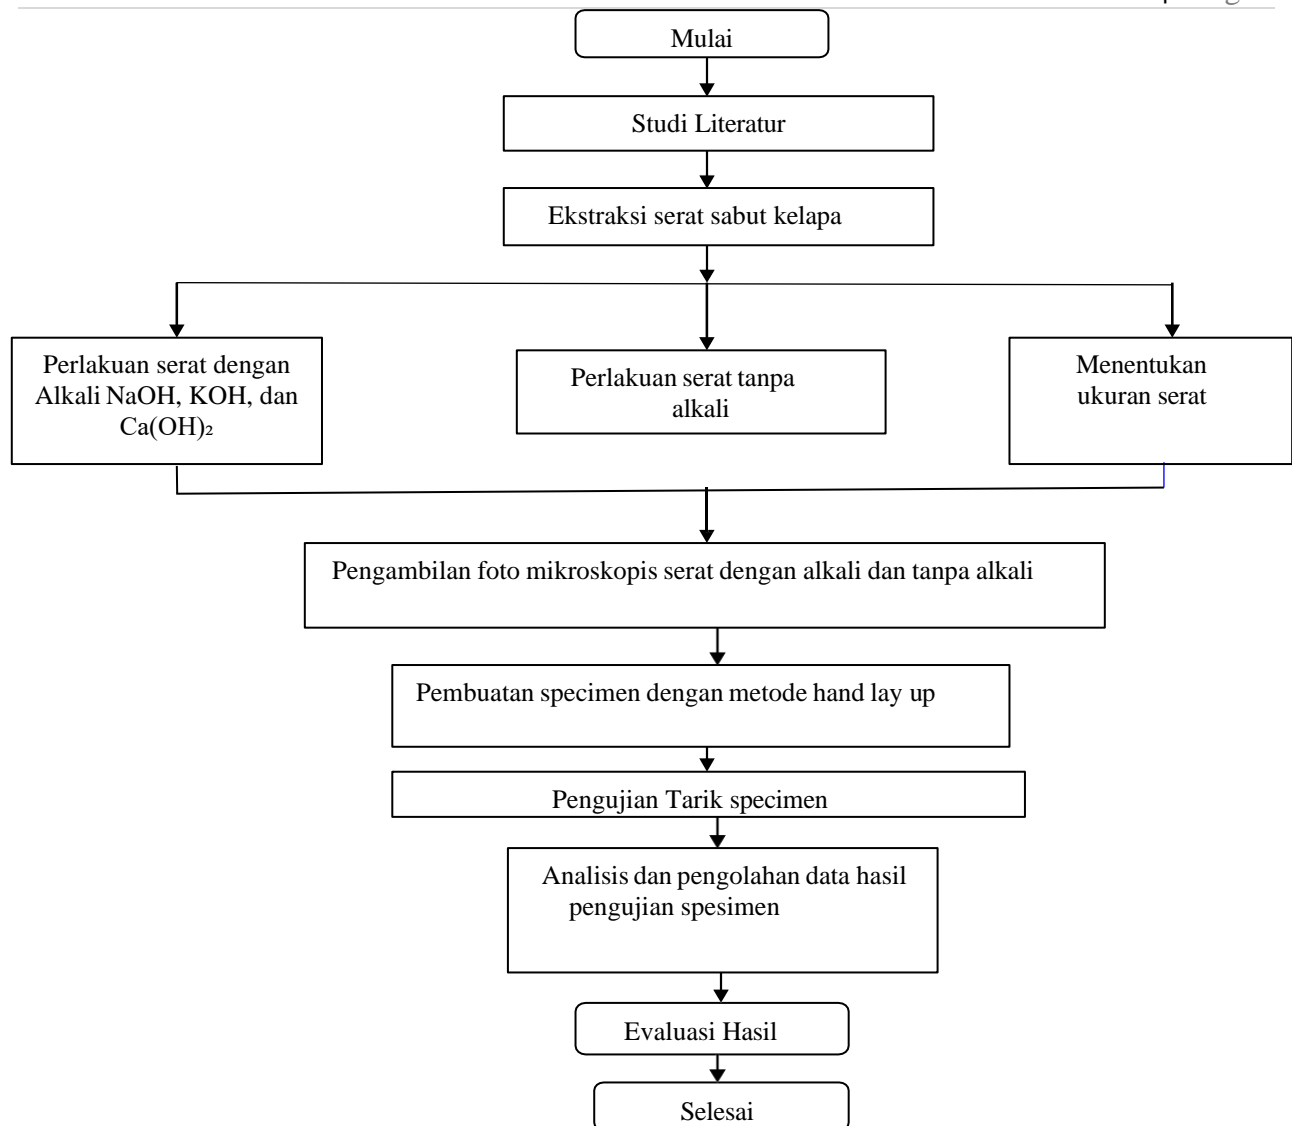 Mulai
Studi Literatur
Ekstraksi serat sabut kelapa
Perlakuan serat dengan
Alkali NaOH, KOH, dan
Ca(OH)₂
Perlakuan serat tanpa
alkali
Menentukan
ukuran serat
Pengambilan foto mikroskopis serat dengan alkali dan tanpa alkali
Pembuatan specimen dengan metode hand lay up
Pengujian Tarik specimen
Analisis dan pengolahan data hasil
pengujian spesimen
Evaluasi Hasil
Selesai